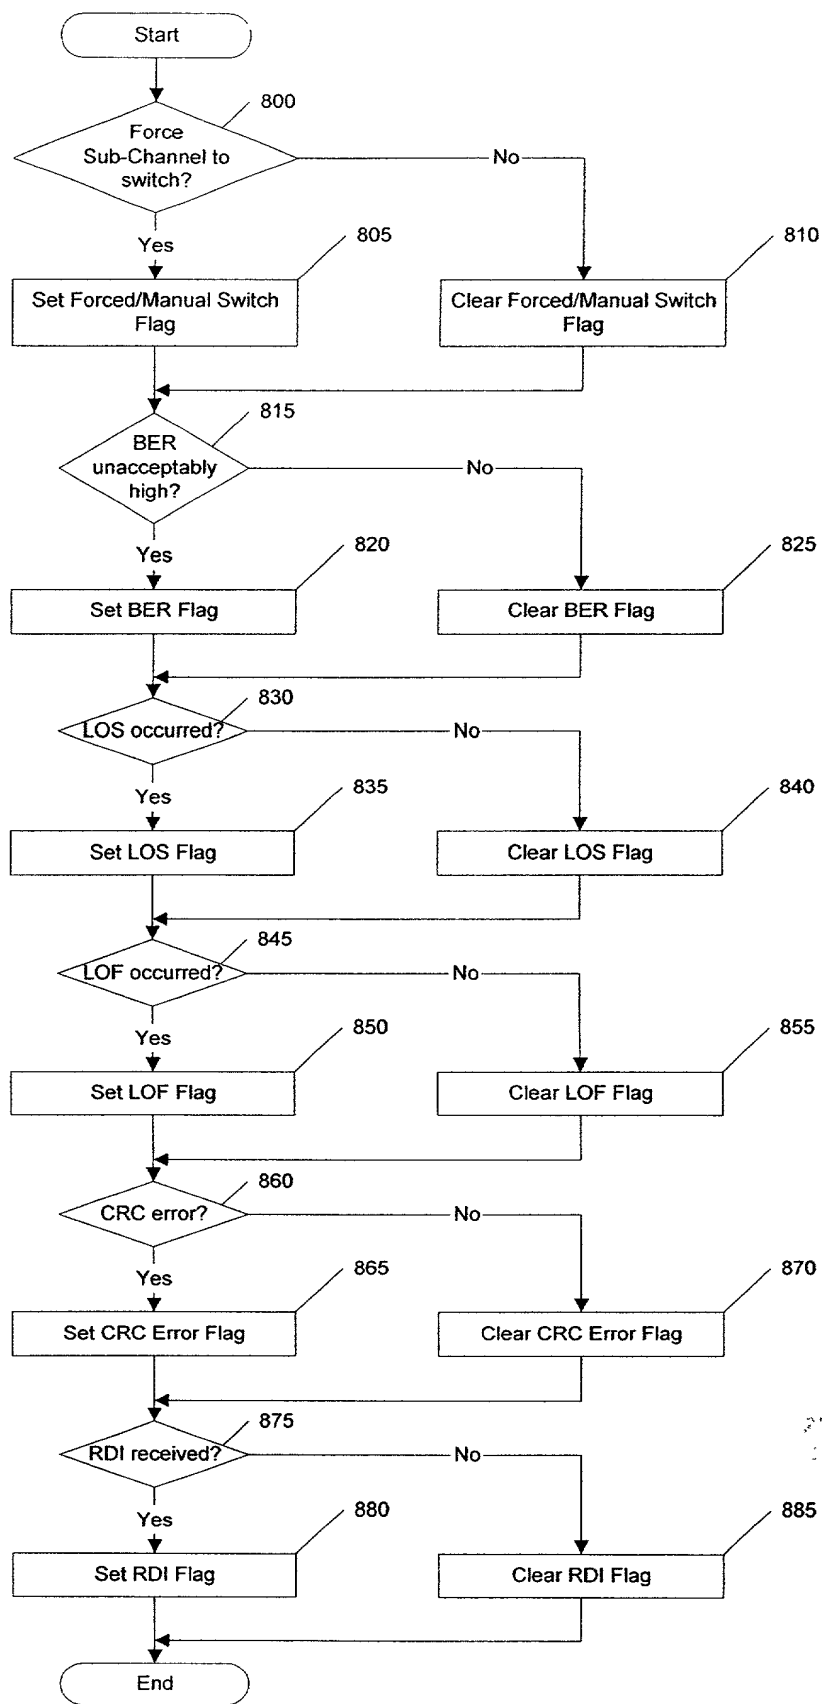 Start
800
Force
Sub-Channel to
switch?
No
Yes
805
810
Set Forced/Manual Switch
Flag
Clear Forced/Manual Switch
Flag
815
BER
unacceptably
high?
No
Yes
820
825
Set BER Flag
Clear BER Flag
830
LOS occurred?
No
Yes
835
840
Set LOS Flag
Clear LOS Flag
845
LOF occurred?
No
Yes
850
855
Set LOF Flag
Clear LOF Flag
860
CRC error?
No
Yes
865
870
Set CRC Error Flag
Clear CRC Error Flag
875
RDI received?
No
Yes
880
885
Set RDI Flag
Clear RDI Flag
End